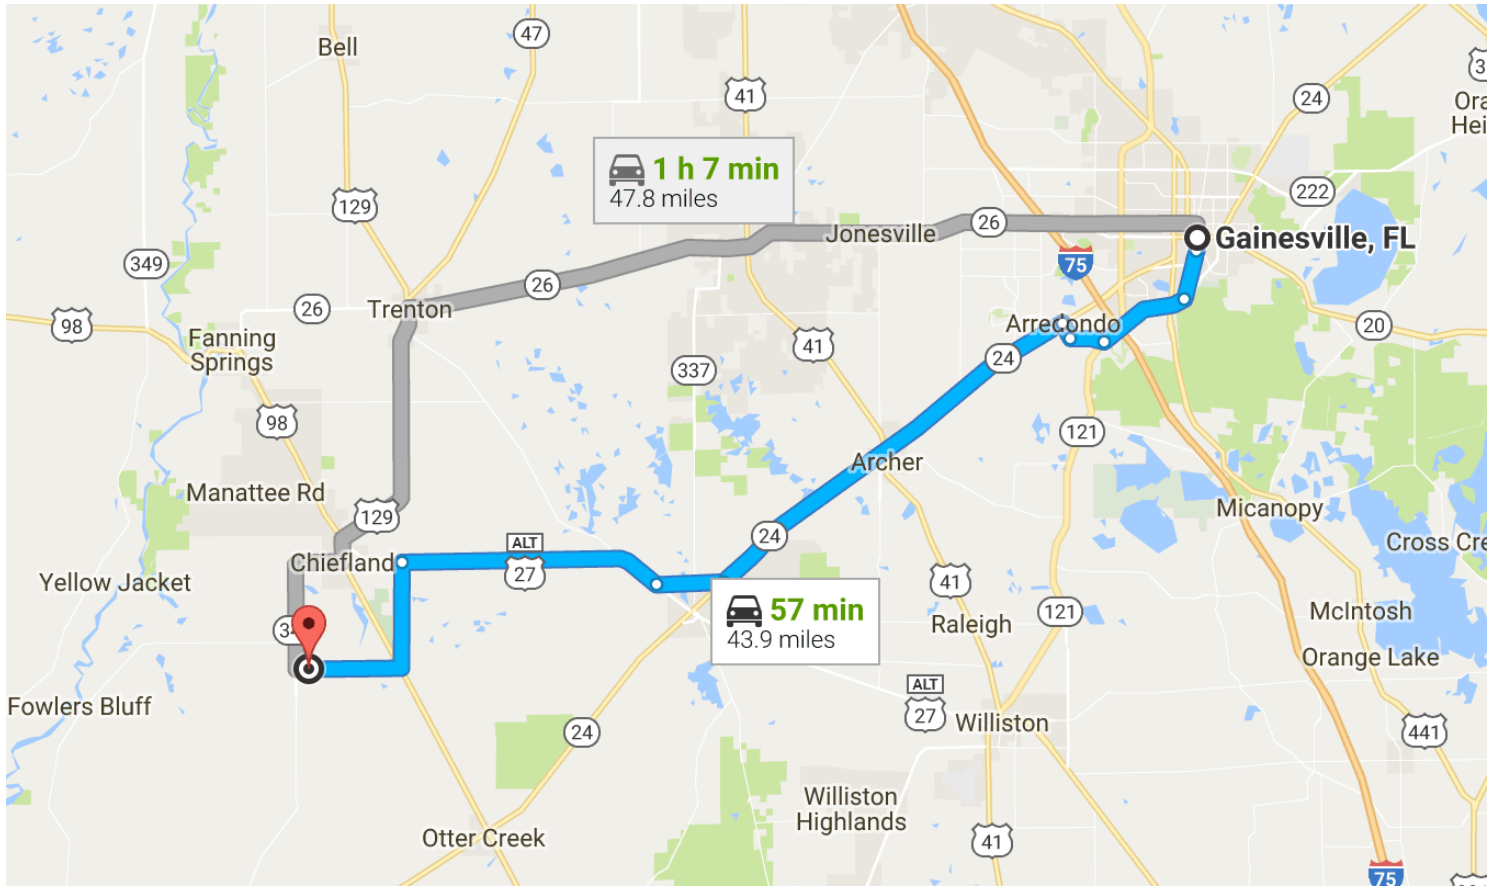 Bell
47
41
24
Ora
Hei
3
1 h 7 min
47.8 miles
222
129
349
Jonesville
26
Gainesville, FL
75
26
26
Trenton
98
Fanning
Springs
Arrecondo
20
41
24
337
98
121
Archer
Manattee Rd
129
Micanopy
24
Cross Cre
ALT
27
Chiefland
Yellow Jacket
41
57 min
43.9 miles
121
McIntosh
Raleigh
34
Orange Lake
ALT
27
Fowlers Bluff
Williston
24
441
Williston
Highlands
Otter Creek
41
75